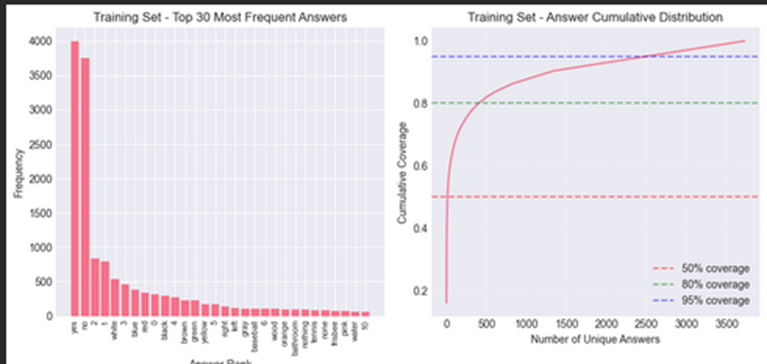 Training Set - Top 30 Most Frequent Answers
Frequency
4000
3500
3000
2500
2000
1500
1000
500
0
yes
no
2
1
white
3
blue
red
0
black
4
brown
green
yellow
5
right
left
gray
baseball
6
wood
orange
bathroom
nothing
tennis
none
frisbee
pink
water
10
Answer Rank
Training Set - Answer Cumulative Distribution
Cumulative Coverage
1.0
0.8
0.6
0.4
0.2
50% coverage
80% coverage
95% coverage
0 500 1000 1500 2000 2500 3000 3500
Number of Unique Answers